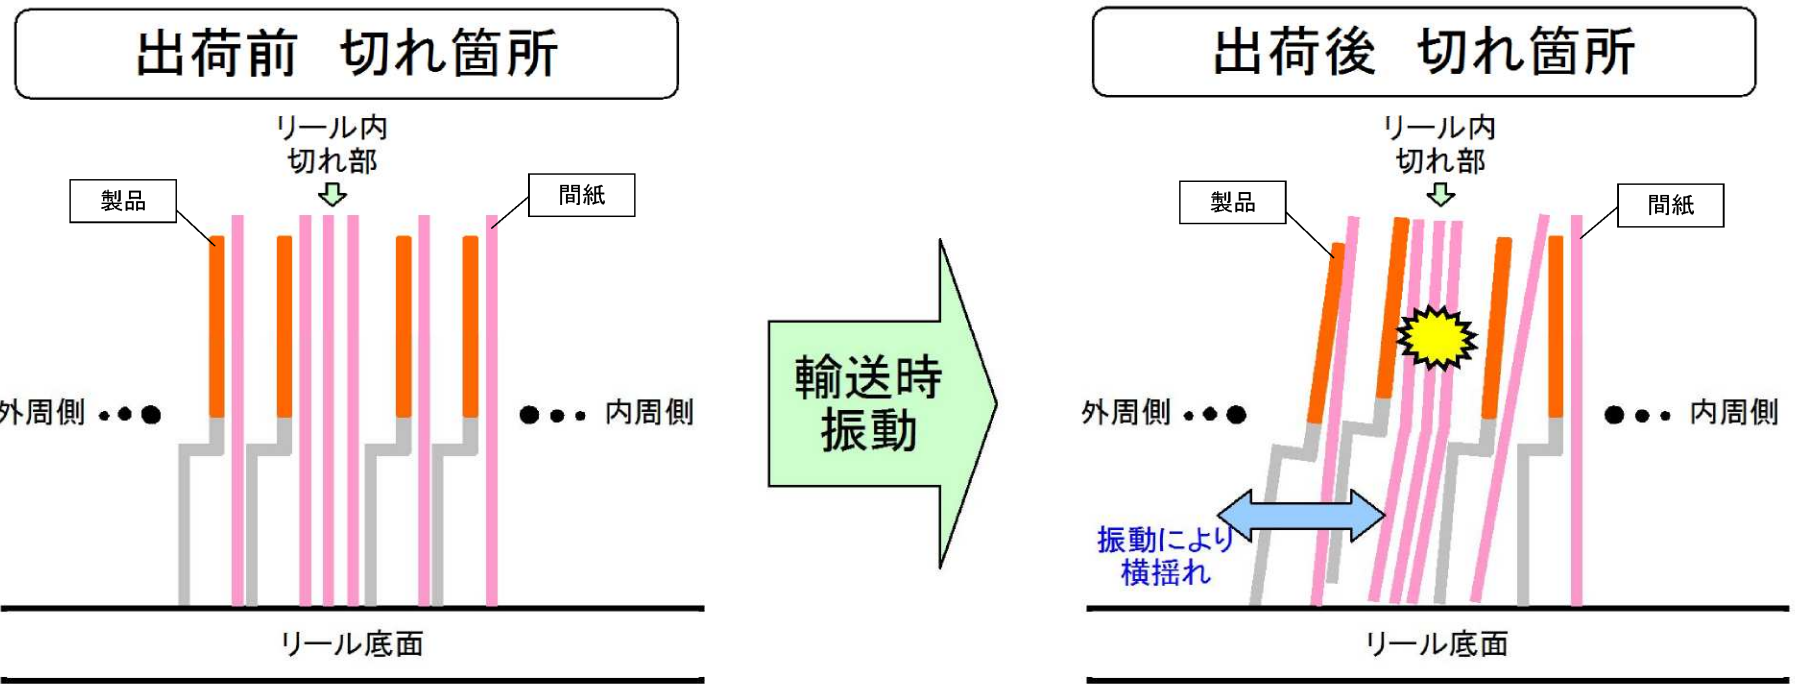 出荷前 切れ箇所
リール内
切れ部
製品
間紙
外周側
内周側
リール底面
輸送時
振動
出荷後 切れ箇所
リール内
切れ部
製品
間紙
外周側
内周側
振動により
横揺れ
リール底面